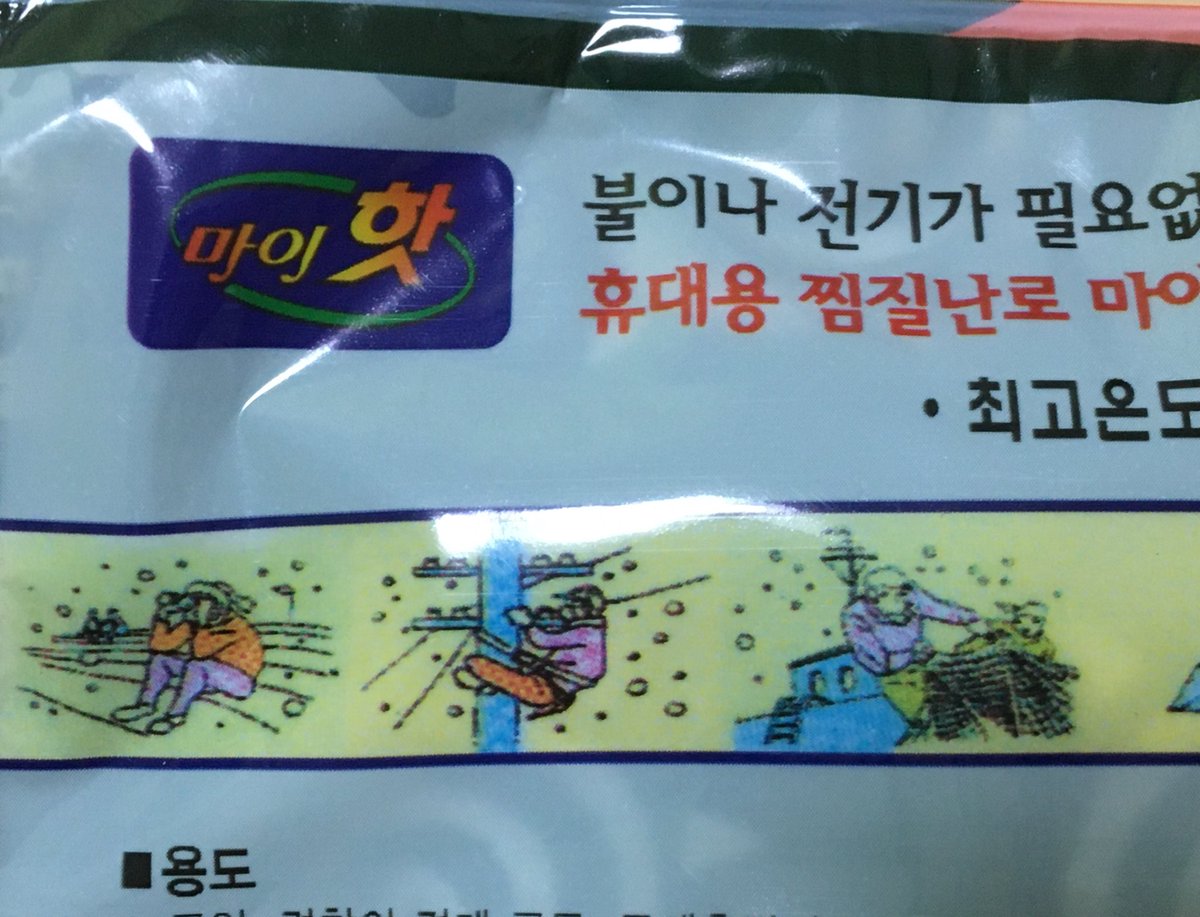 마이 핫
불이나 전기가 필요없
휴대용 찜질난로 마이
• 최고온도
■용도